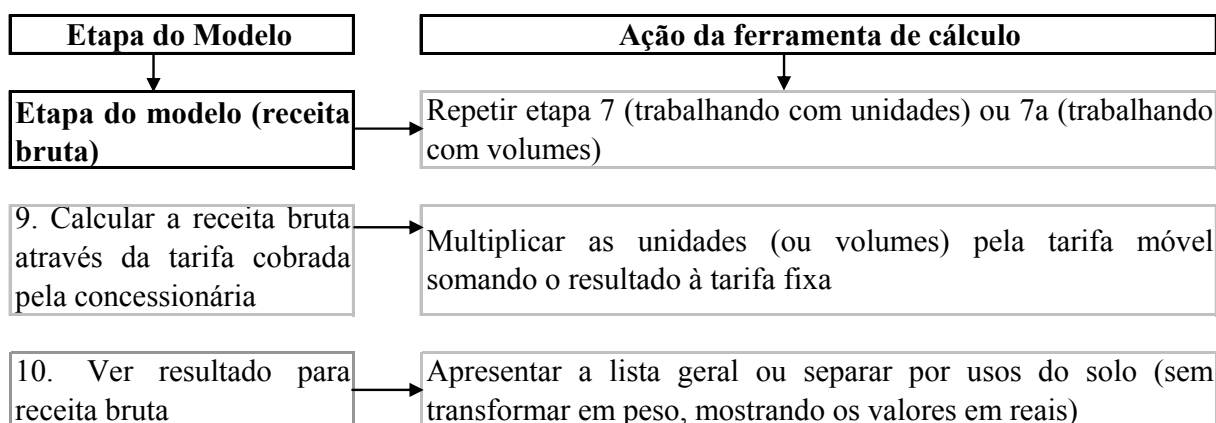 Etapa do Modelo
Ação da ferramenta de cálculo
Etapa do modelo (receita
bruta)
Repetir etapa 7 (trabalhando com unidades) ou 7a (trabalhando
com volumes)
9. Calcular a receita bruta
através da tarifa cobrada
pela concessionária
Multiplicar as unidades (ou volumes) pela tarifa móvel
somando o resultado à tarifa fixa
10. Ver resultado para
receita bruta
Apresentar a lista geral ou separar por usos do solo (sem
transformar em peso, mostrando os valores em reais)